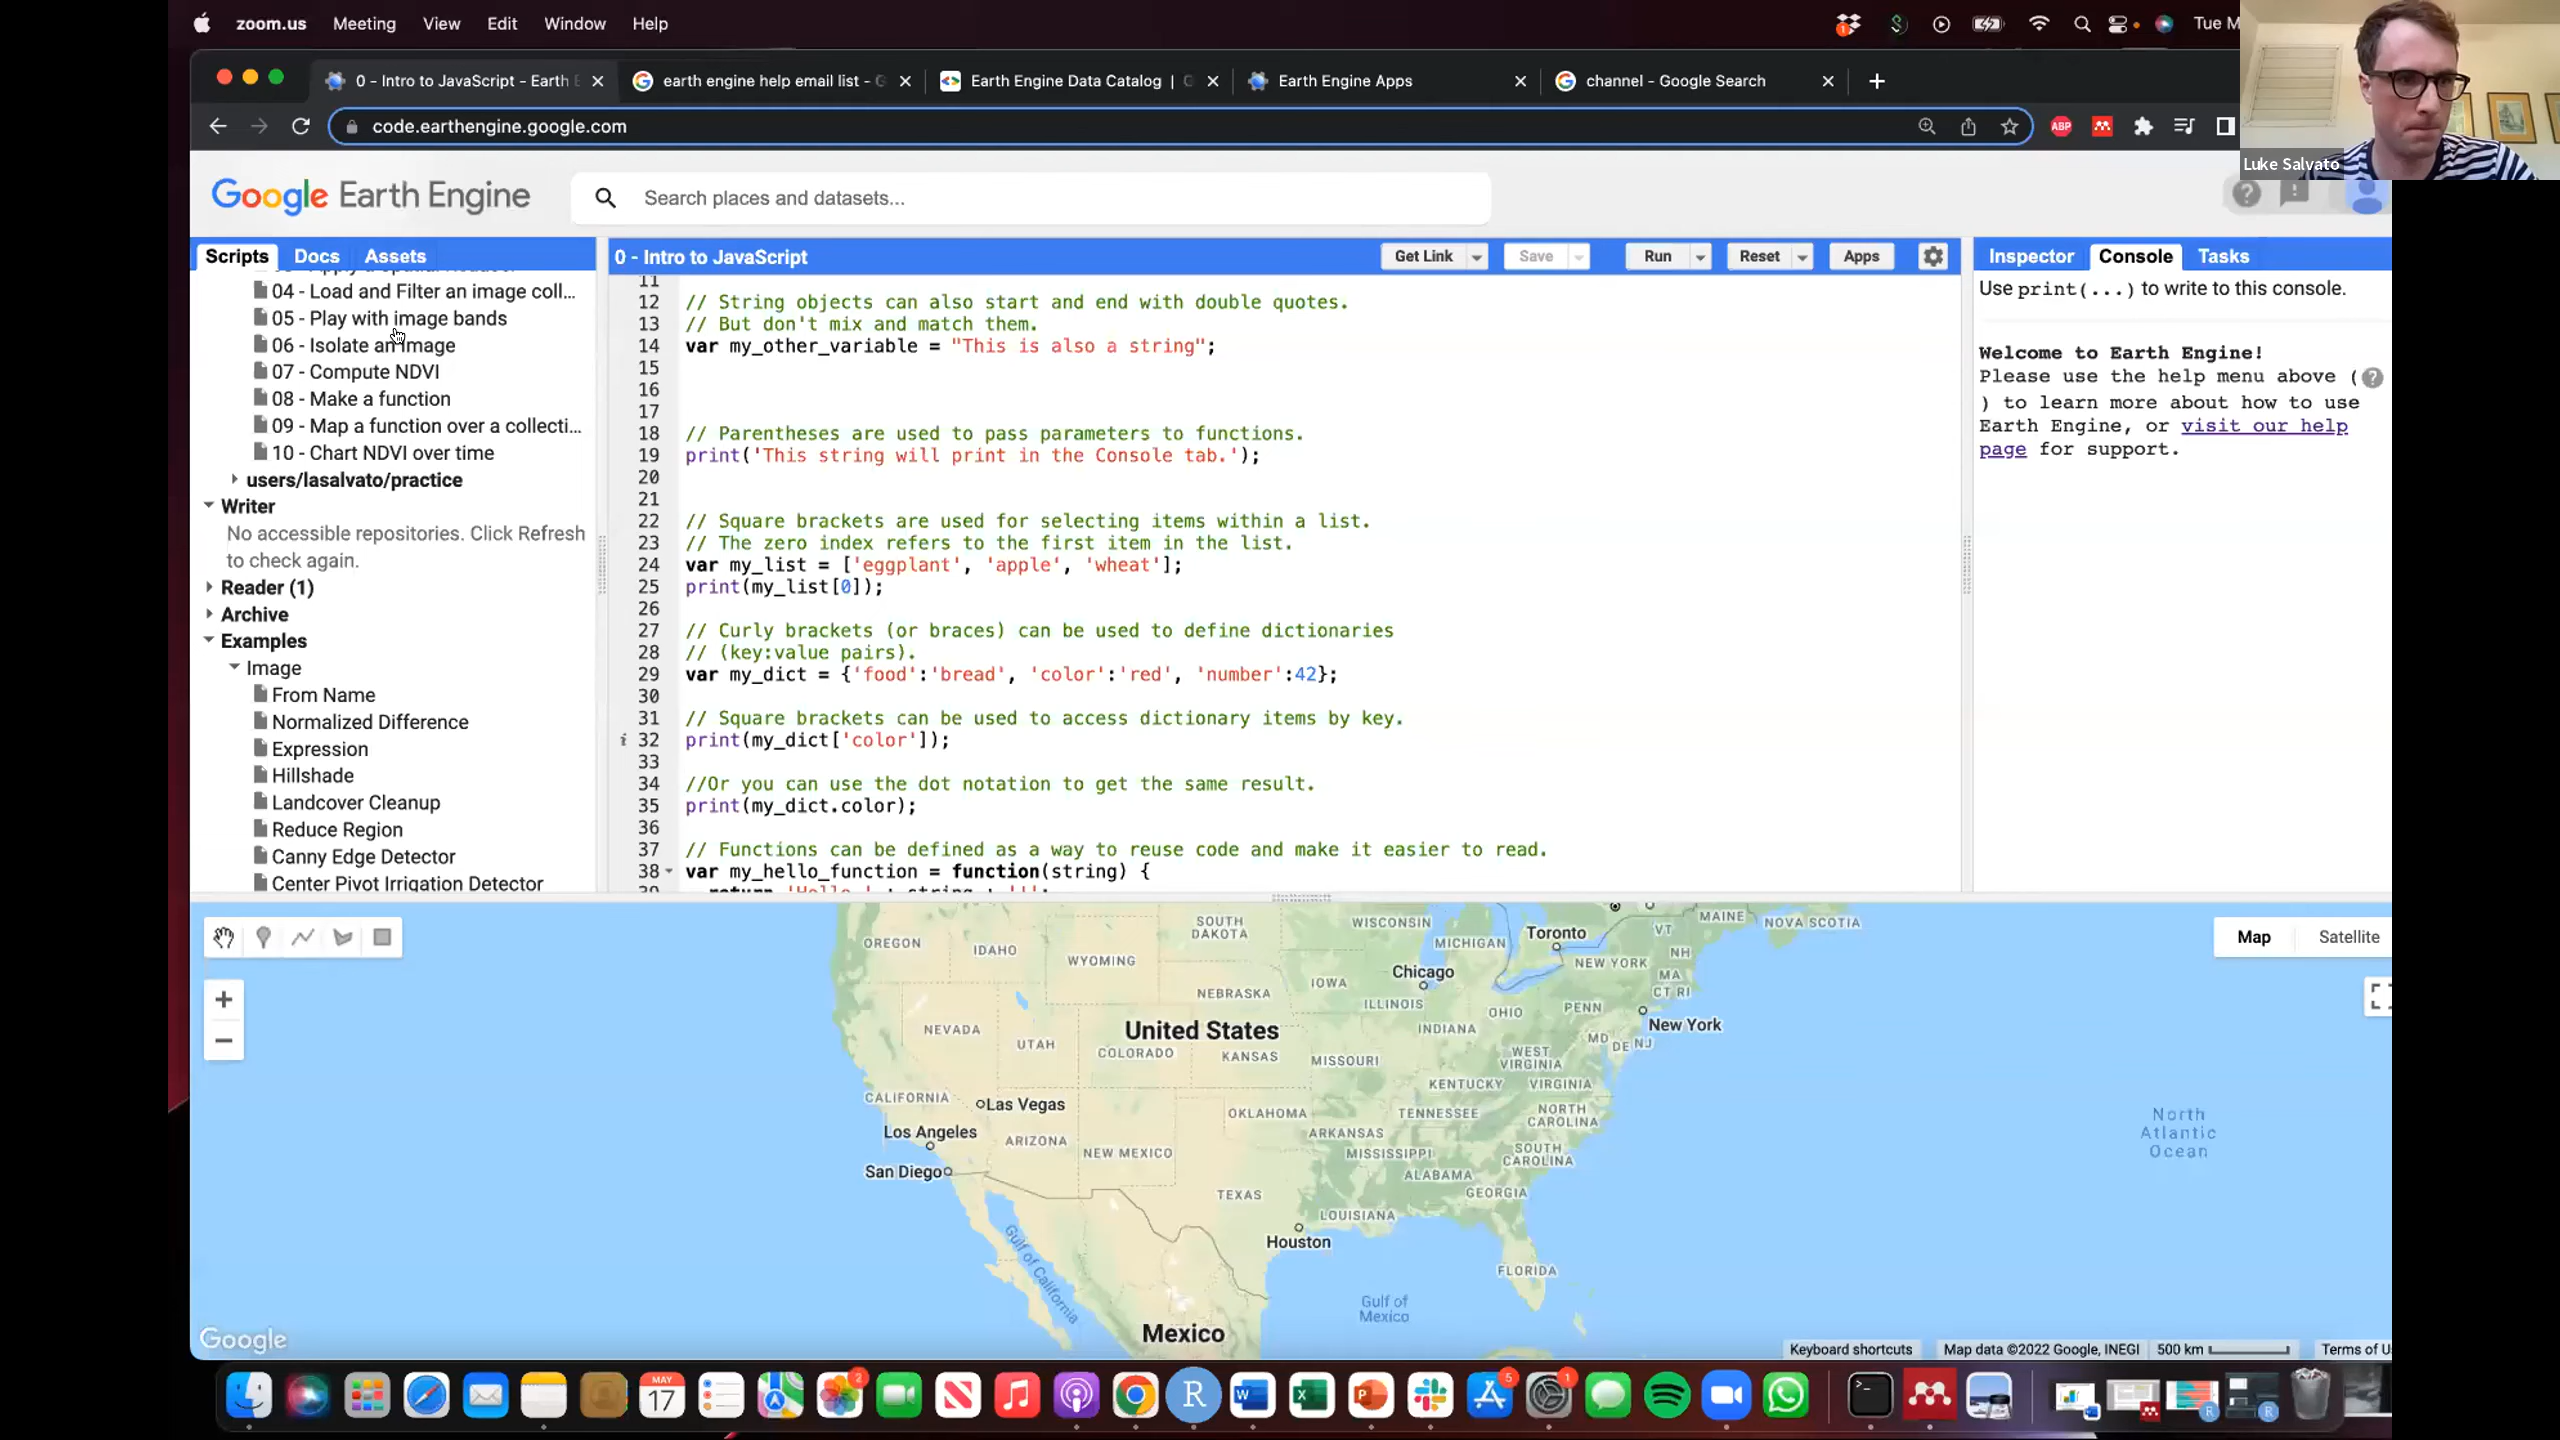 zoom.us Meeting View Edit Window Help
Tue M
0 - Intro to JavaScript - Earth E
earth engine help email list - G
Earth Engine Data Catalog | G
Earth Engine Apps
channel - Google Search
code.earthengine.google.com
ABP
Luke Salvato
Google Earth Engine
Search places and datasets...
Scripts Docs Assets
04 - Load and Filter an image coll...
05 - Play with image bands
06 - Isolate an image
07 - Compute NDVI
08 - Make a function
09 - Map a function over a collecti...
10 - Chart NDVI over time
users/lasalvato/practice
Writer
No accessible repositories. Click Refresh
to check again.
Reader (1)
Archive
Examples
Image
From Name
Normalized Difference
Expression
Hillshade
Landcover Cleanup
Reduce Region
Canny Edge Detector
Center Pivot Irrigation Detector
0 - Intro to JavaScript
Get Link Save Run Reset Apps
11
12 // String objects can also start and end with double quotes.
13 // But don't mix and match them.
14 var my_other_variable = "This is also a string";
15
16
17
18 // Parentheses are used to pass parameters to functions.
19 print('This string will print in the Console tab.');
20
21
22 // Square brackets are used for selecting items within a list.
23 // The zero index refers to the first item in the list.
24 var my_list = ['eggplant', 'apple', 'wheat'];
25 print(my_list[0]);
26
27 // Curly brackets (or braces) can be used to define dictionaries
28 // (key:value pairs).
29 var my_dict = {'food':'bread', 'color':'red', 'number':42};
30
31 // Square brackets can be used to access dictionary items by key.
i 32 print(my_dict['color']);
33
34 //Or you can use the dot notation to get the same result.
35 print(my_dict.color);
36
37 // Functions can be defined as a way to reuse code and make it easier to read.
38 var my_hello_function = function(string) {
39 return 'Hello ' + string + '!';
Inspector Console Tasks
Use print(...) to write to this console.
Welcome to Earth Engine!
Please use the help menu above (
) to learn more about how to use
Earth Engine, or visit our help
page for support.
Map Satellite
OREGON
IDAHO
WYOMING
SOUTH
DAKOTA
WISCONSIN
MICHIGAN
Toronto
VT
MAINE
NOVA SCOTIA
NH
NEW YORK
MA
CT RI
Chicago
IOWA
NEBRASKA
ILLINOIS
INDIANA
OHIO
PENN
New York
NEVADA
UTAH
United States
COLORADO
KANSAS
MISSOURI
WEST
VIRGINIA
MD
DE NJ
KENTUCKY
VIRGINIA
CALIFORNIA
Las Vegas
OKLAHOMA
TENNESSEE
NORTH
CAROLINA
Los Angeles
ARIZONA
NEW MEXICO
ARKANSAS
MISSISSIPPI
SOUTH
CAROLINA
San Diego
ALABAMA
GEORGIA
TEXAS
LOUISIANA
Houston
FLORIDA
Gulf of California
Gulf of
Mexico
Mexico
North
Atlantic
Ocean
Google
Keyboard shortcuts
Map data ©2022 Google, INEGI
500 km
Terms of U
MAY
17
2
5
1